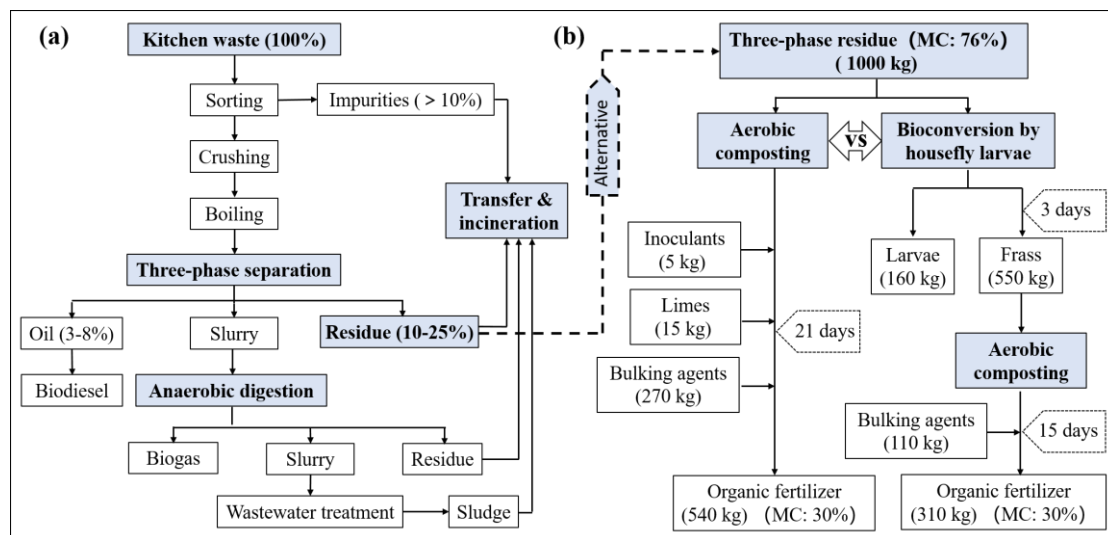 (a)
Kitchen waste (100%)
Sorting
Impurities (＞10%)
Crushing
Boiling
Transfer &
incineration
Three-phase separation
Oil (3-8%)
Slurry
Residue (10-25%)
Biodiesel
Anaerobic digestion
Biogas
Slurry
Residue
Wastewater treatment
Sludge
Alternative
(b)
Three-phase residue（MC: 76%）
( 1000 kg)
Aerobic
composting
vs
Bioconversion by
housefly larvae
3 days
Inoculants
(5 kg)
Larvae
(160 kg)
Frass
(550 kg)
Limes
(15 kg)
21 days
Aerobic
composting
Bulking agents
(270 kg)
Bulking agents
(110 kg)
15 days
Organic fertilizer
(540 kg)（MC: 30%）
Organic fertilizer
(310 kg)（MC: 30%）